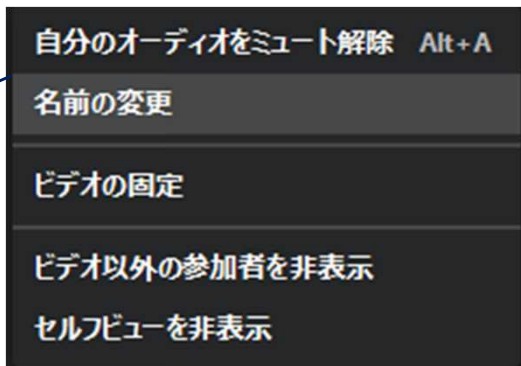 自分のオーディオをミュート解除 Alt+A
名前の変更
ビデオの固定
ビデオ以外の参加者を非表示
セルフビューを非表示